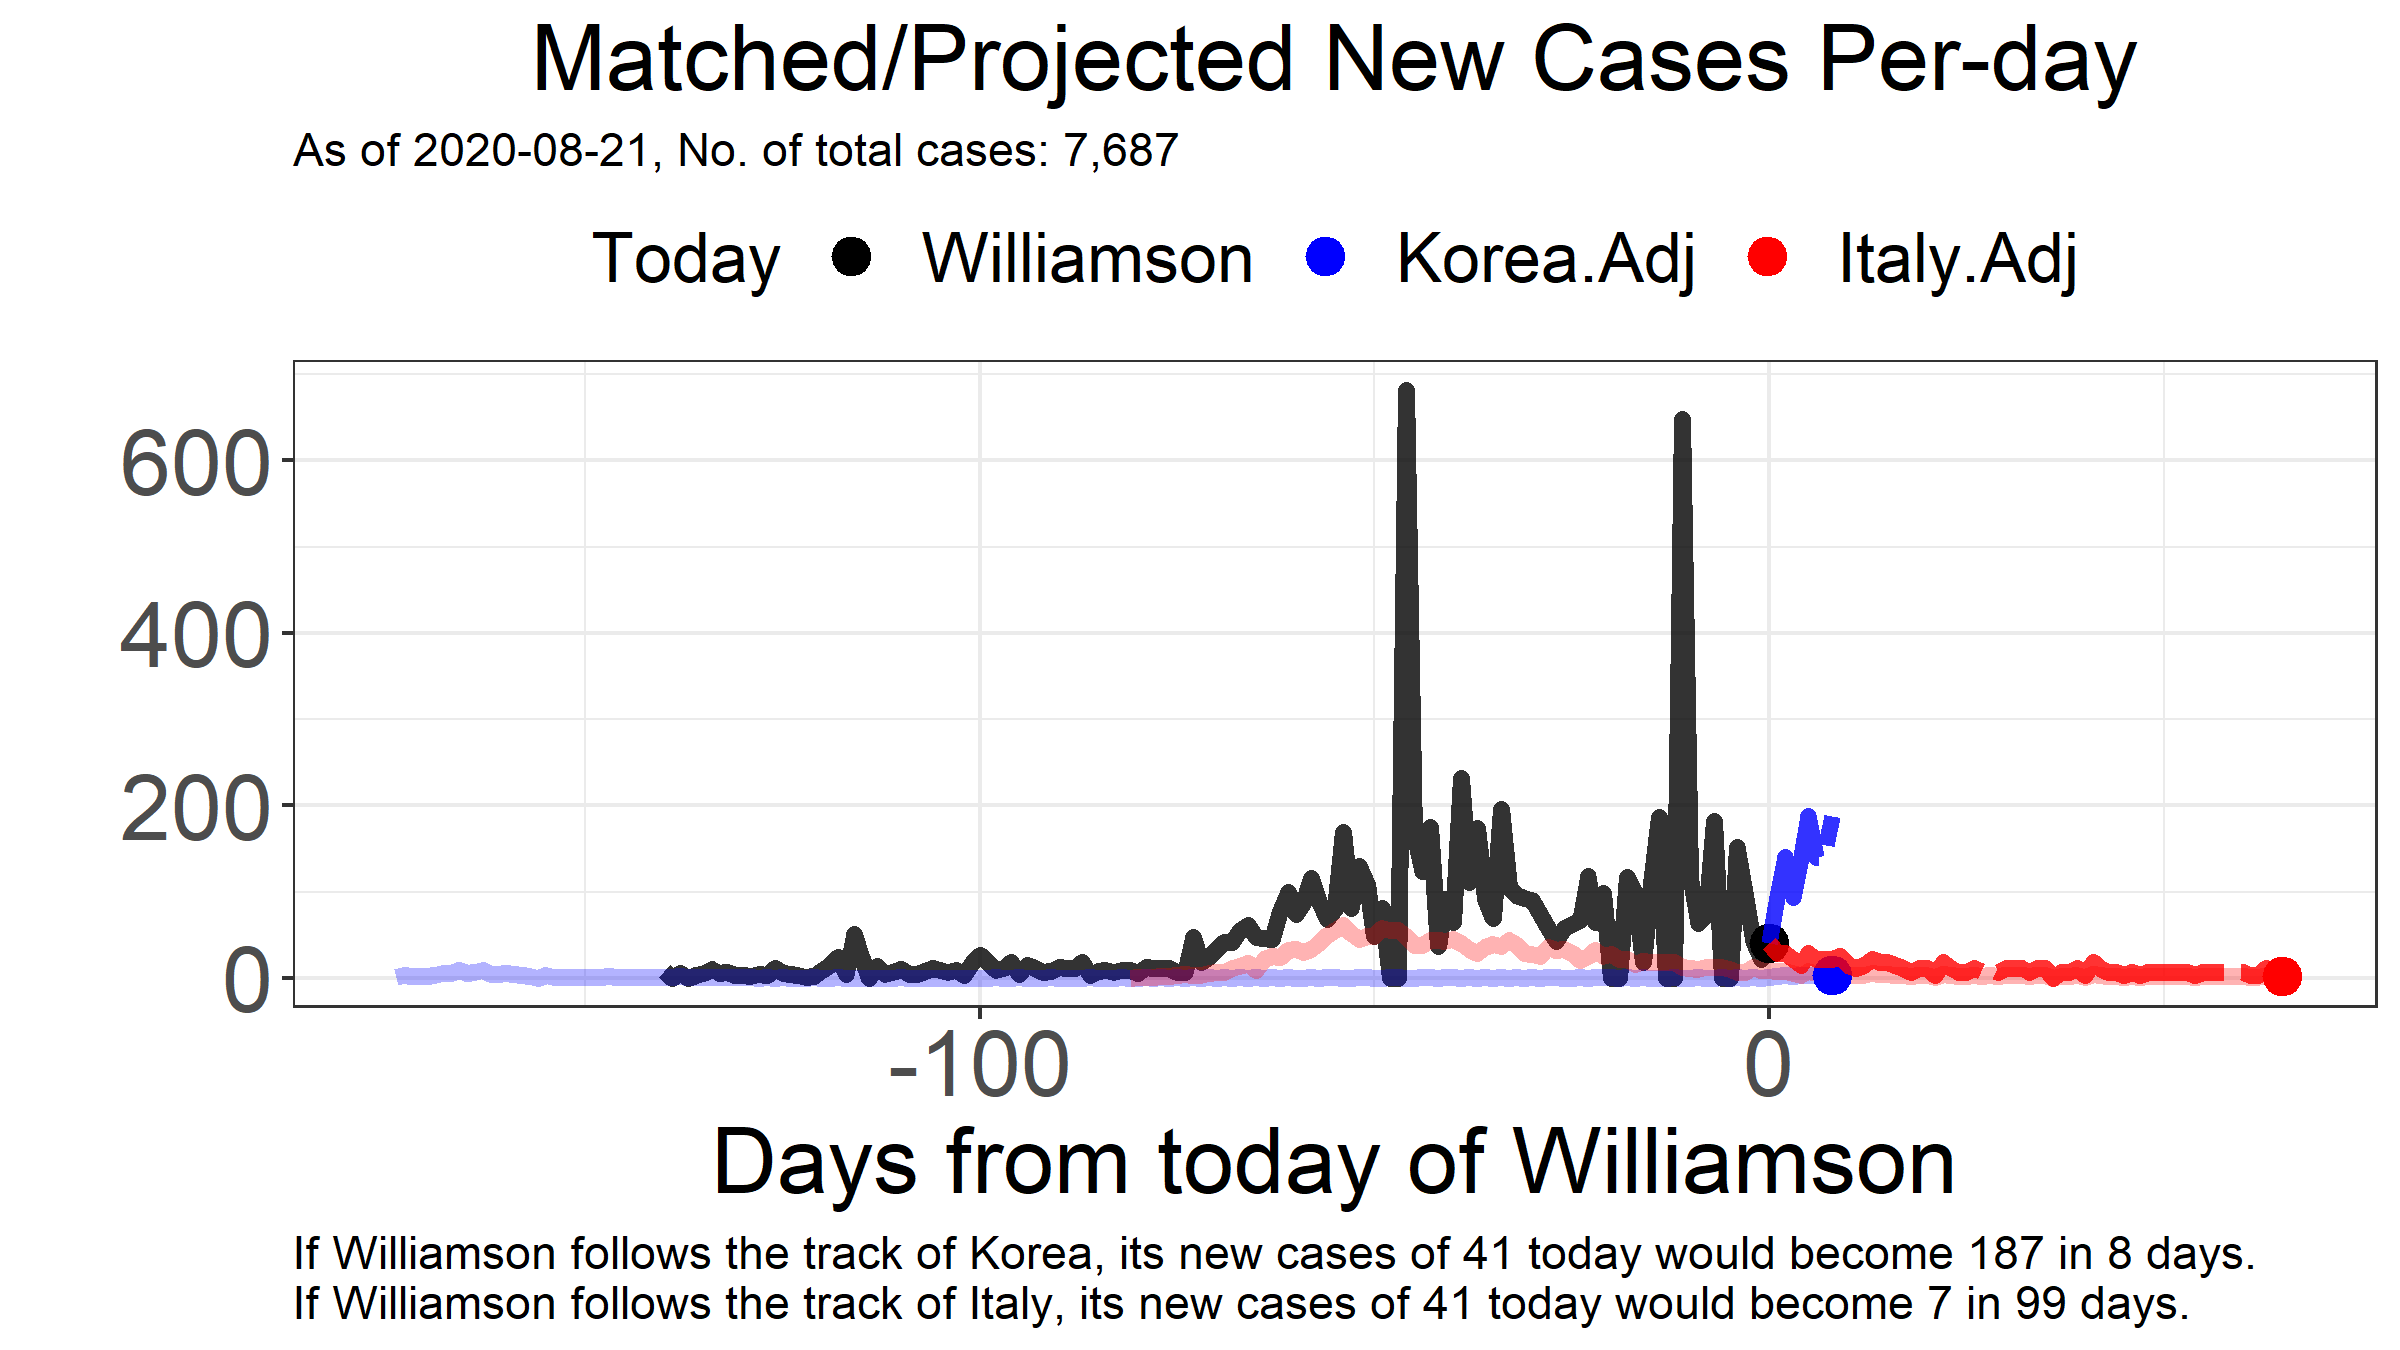 Matched/Projected New Cases Per-day
As of 2020-08-21, No. of total cases: 7,687
Today Williamson Korea.Adj Italy.Adj
600
400
200
0
-100 0
Days from today of Williamson
If Williamson follows the track of Korea, its new cases of 41 today would become 187 in 8 days.
If Williamson follows the track of Italy, its new cases of 41 today would become 7 in 99 days.